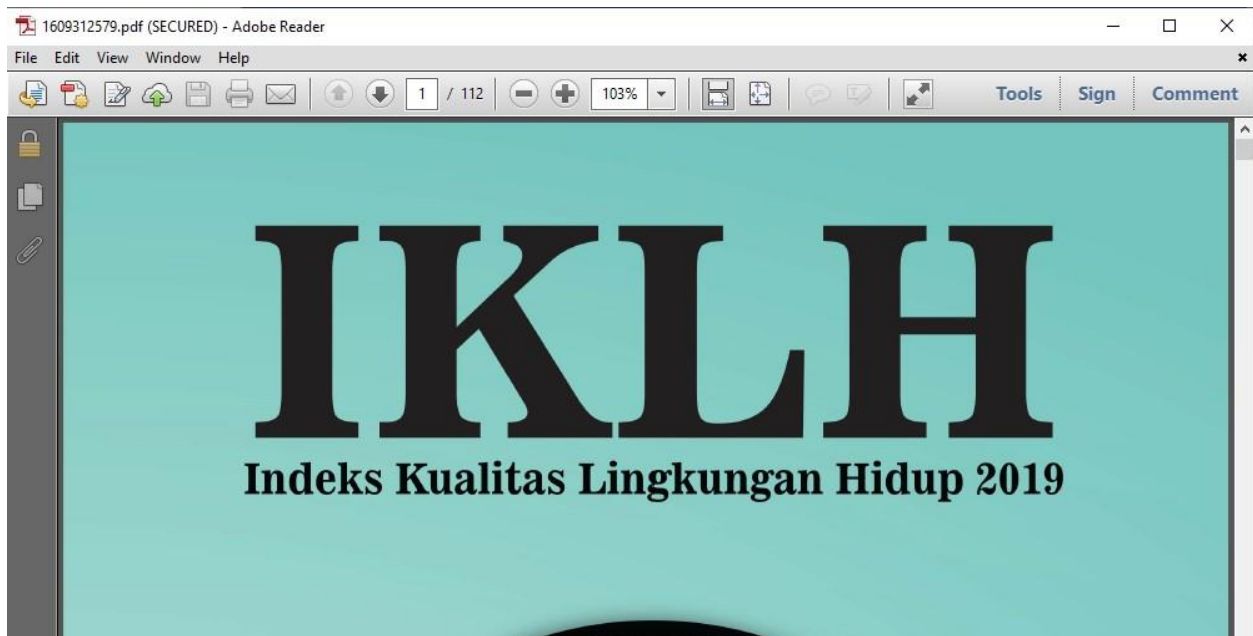 1609312579.pdf (SECURED) - Adobe Reader
File Edit View Window Help
1 / 112 103% Tools Sign Comment
IKLH
Indeks Kualitas Lingkungan Hidup 2019